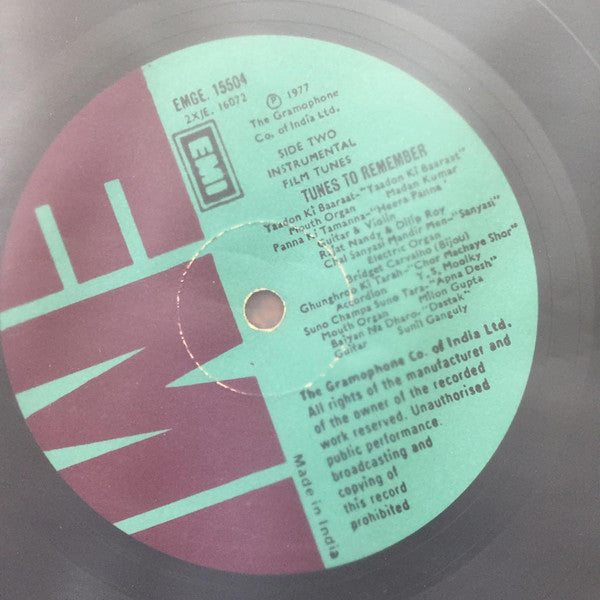 EMGE. 15504
2XJE. 16072
EMI
℗ 1977
The Gramophone
Co. of India Ltd.
SIDE TWO
INSTRUMENTAL
FILM TUNES
TUNES TO REMEMBER
Yaadon Ki Baaraat-"Yaadon Ki Baaraat"
Mouth Organ Madan Kumar
Panna Ki Tamanna-"Heera Panna"
Guitar & Violin
Rajat Nandy & Dilip Roy
Chal Sanyasi Mandir Men-"Sanyasi"
Electric Organ
Bridget Carvalho (Bijou)
Ghunghroo Ki Tarah-"Chor Machaye Shor"
Accordion T. S. Moolky
Suno Champa Suno Tara-"Apna Desh"
Mouth Organ Milon Gupta
Baiyan Na Dharo-"Dastak"
Guitar Sunil Ganguly
The Gramophone Co. of India Ltd.
All rights of the manufacturer and
of the owner of the recorded
work reserved. Unauthorised
public performance.
broadcasting and
copying of
this record
prohibited
Made in India
EMI